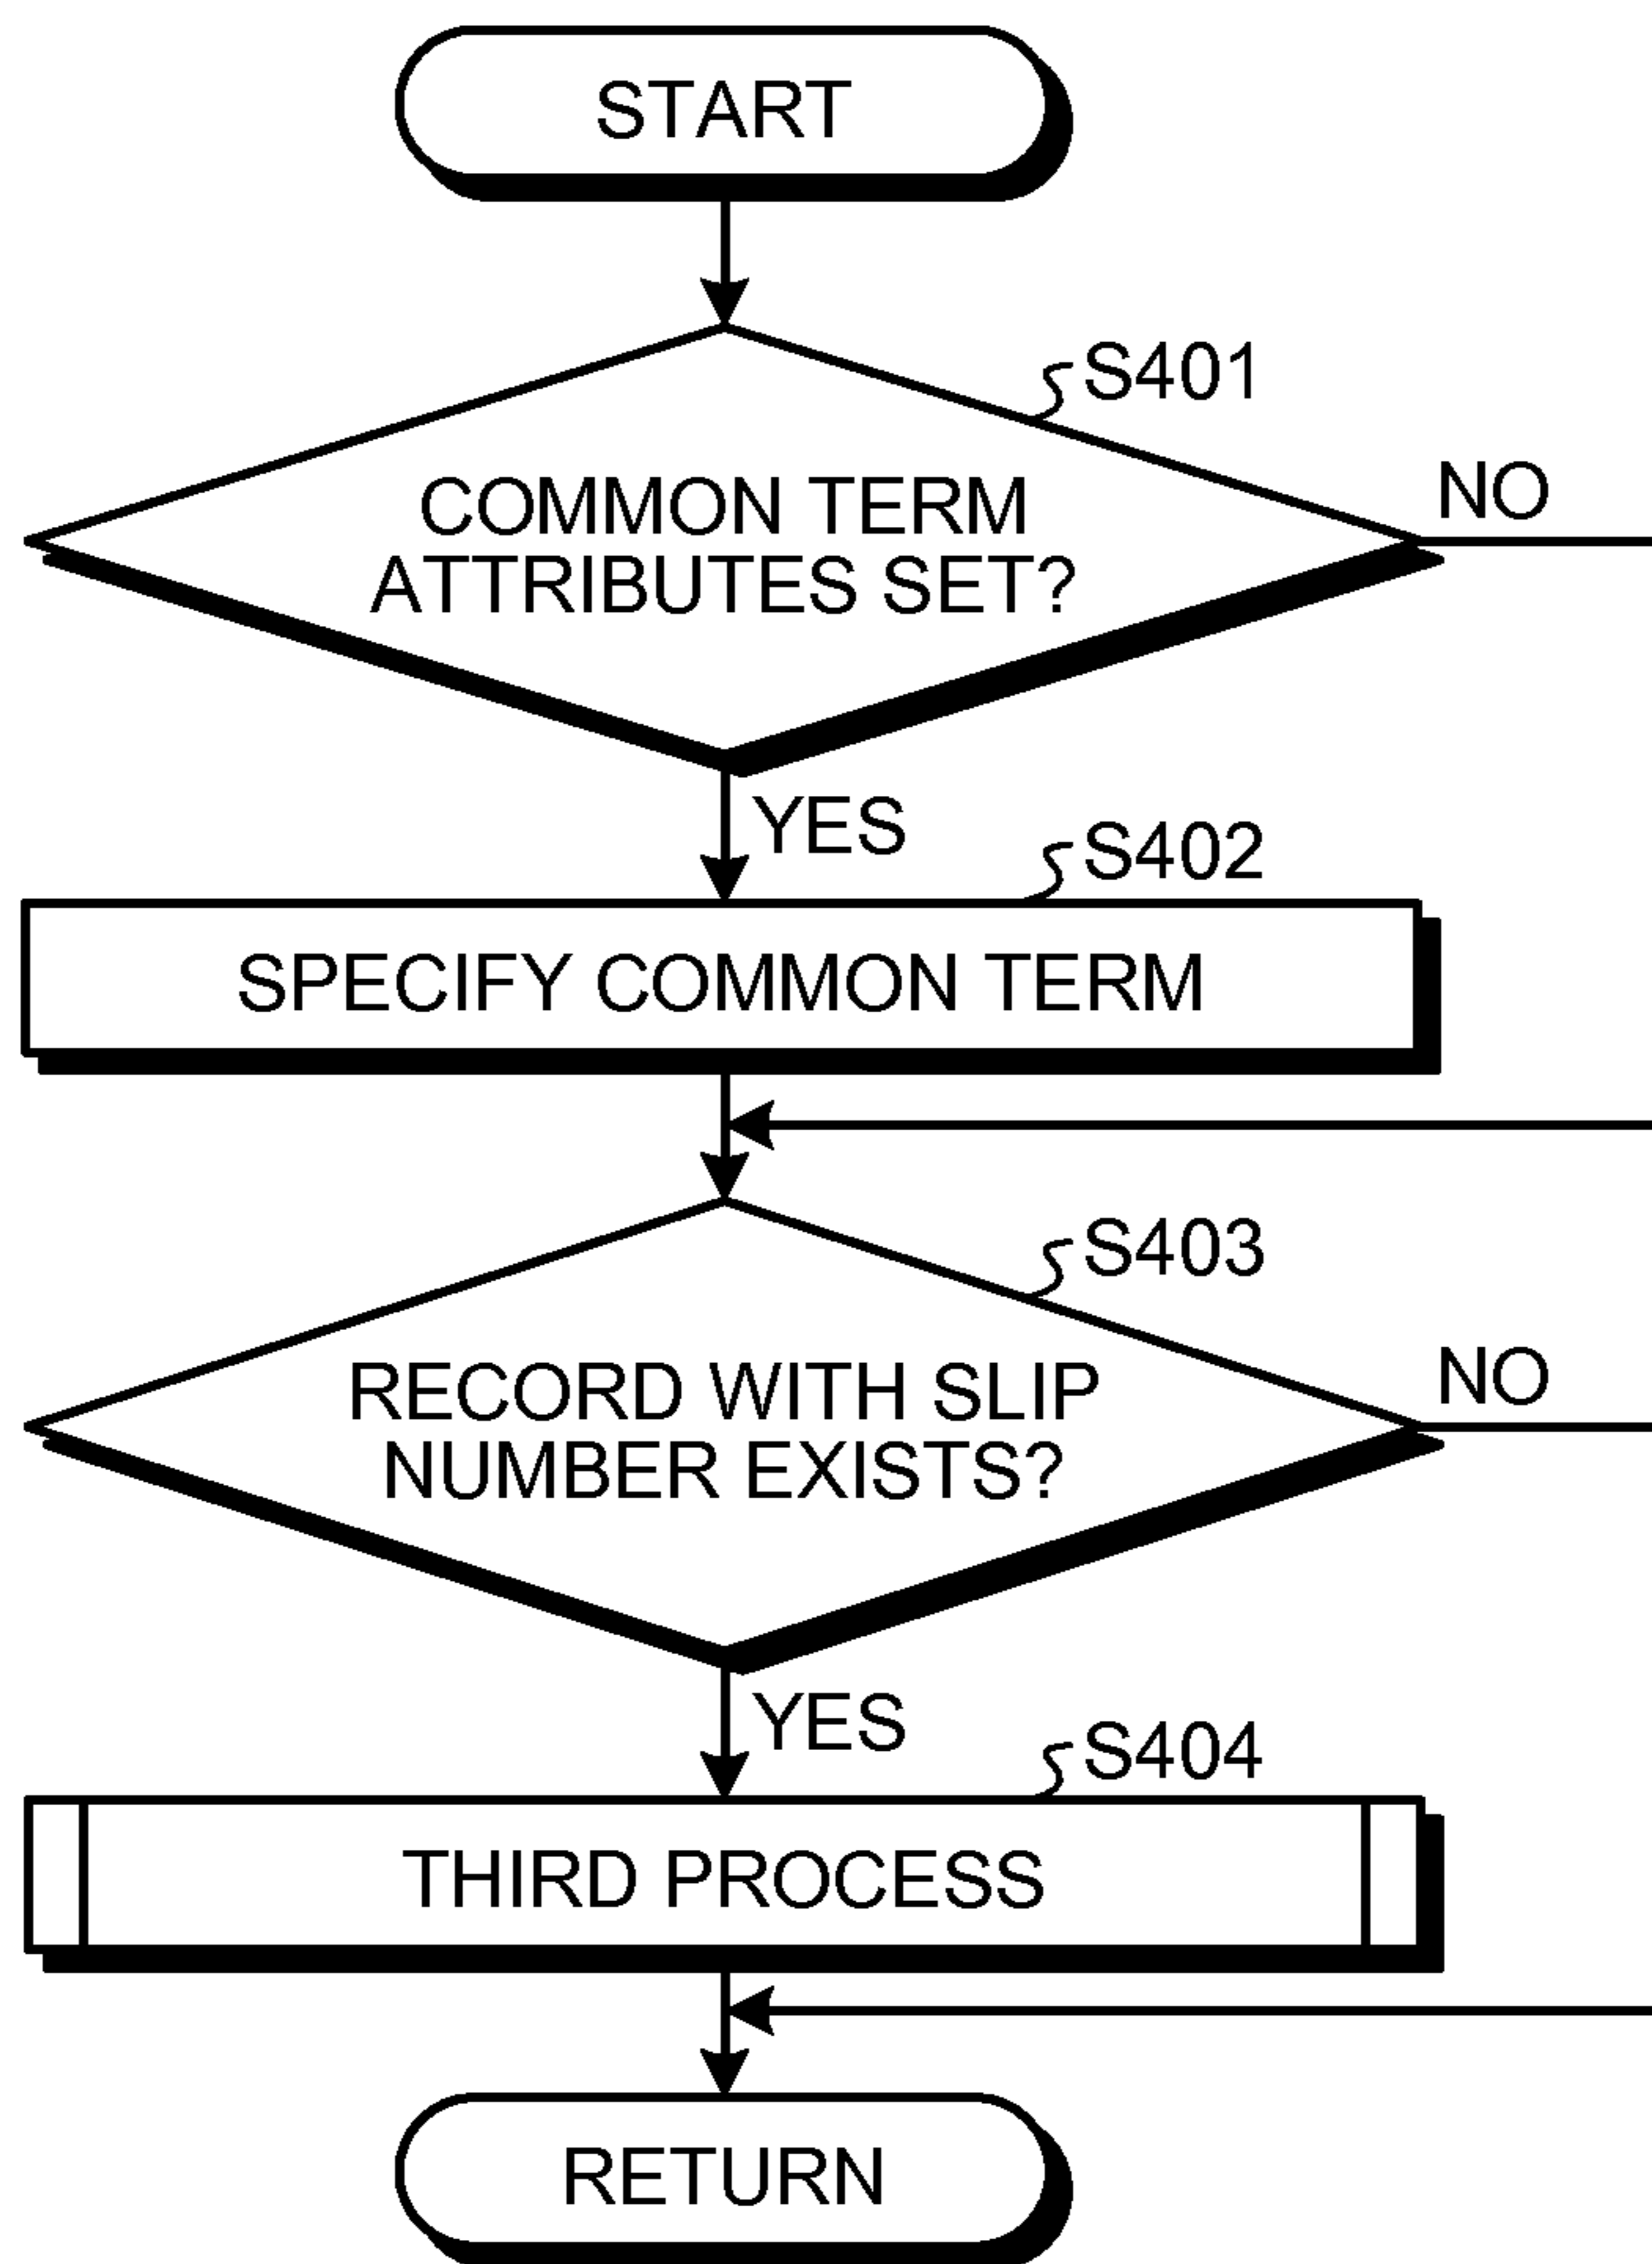 START
S401
COMMON TERM
ATTRIBUTES SET?
NO
YES
S402
SPECIFY COMMON TERM
S403
RECORD WITH SLIP
NUMBER EXISTS?
NO
YES
S404
THIRD PROCESS
RETURN